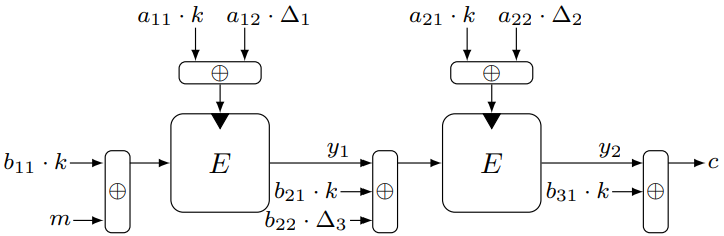 a₁₁ · k a₁₂ · Δ₁ a₂₁ · k a₂₂ · Δ₂
⊕ ⊕
b₁₁ · k E y₁ E y₂ c
⊕ b₂₁ · k ⊕ b₃₁ · k ⊕
m b₂₂ · Δ₃